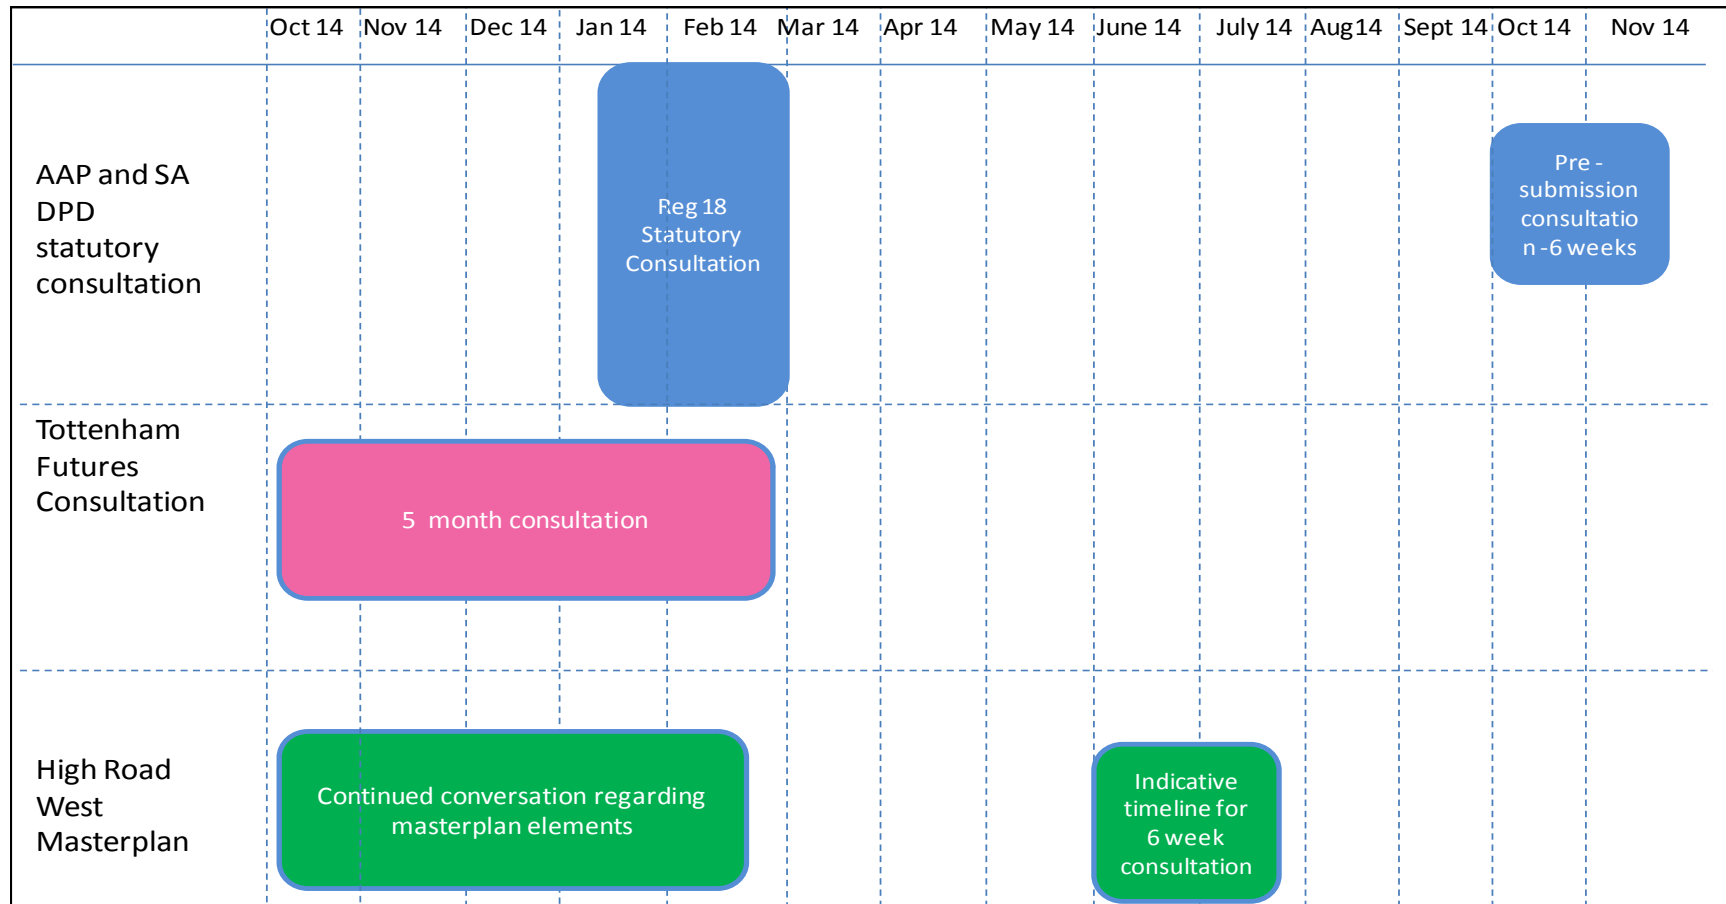 Oct 14 Nov 14 Dec 14 Jan 14 Feb 14 Mar 14 Apr 14 May 14 June 14 July 14 Aug14 Sept 14 Oct 14 Nov 14
AAP and SA
DPD
statutory
consultation
Reg 18
Statutory
Consultation
Pre -
submission
consultatio
n -6 weeks
Tottenham
Futures
Consultation
5 month consultation
High Road
West
Masterplan
Continued conversation regarding
masterplan elements
Indicative
timeline for
6 week
consultation